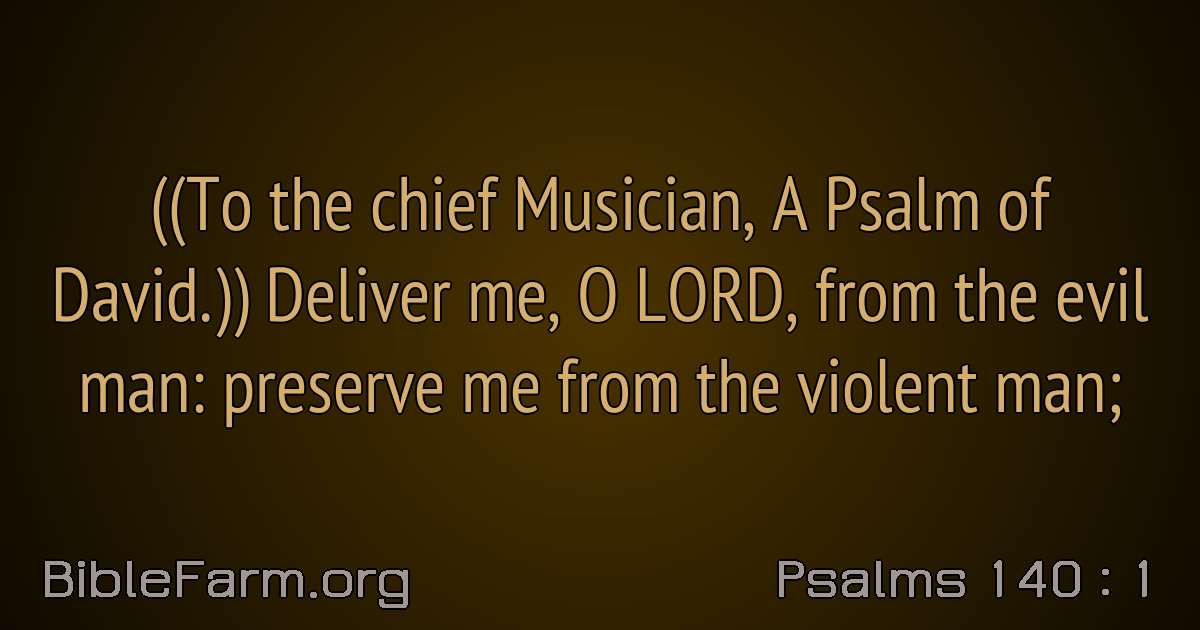 ((To the chief Musician, A Psalm of
David.)) Deliver me, O LORD, from the evil
man: preserve me from the violent man;
BibleFarm.org
Psalms 140 : 1